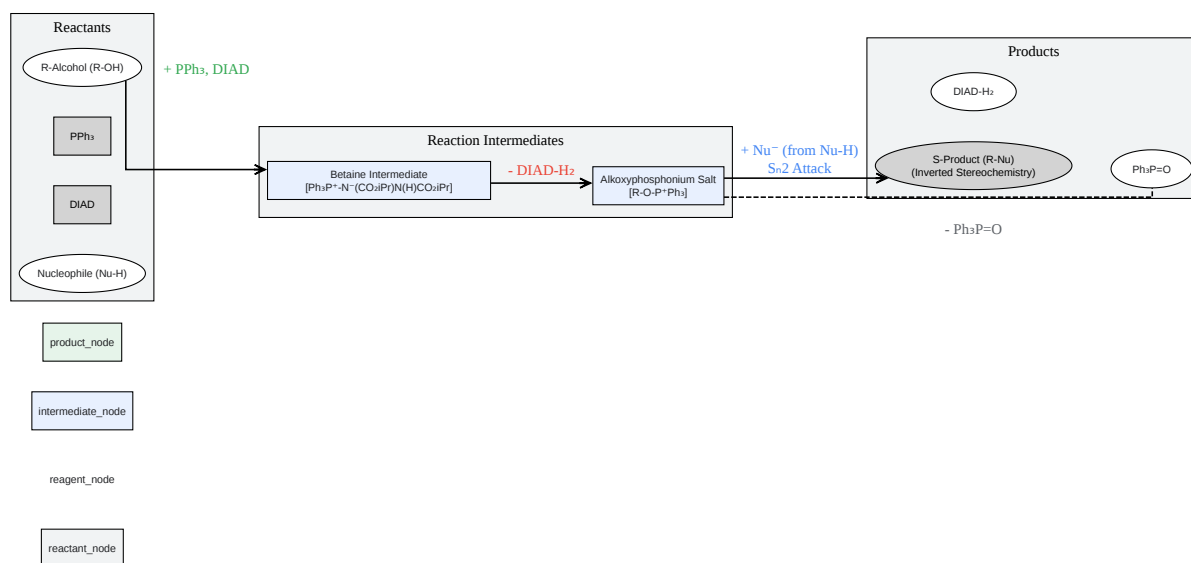 Reactants
R-Alcohol (R-OH)
+ PPh₃, DIAD
PPh₃
DIAD
Nucleophile (Nu-H)
Reaction Intermediates
Betaine Intermediate
[Ph₃P⁺-N⁻(CO₂iPr)N(H)CO₂iPr]
- DIAD-H₂
Alkoxyphosphonium Salt
[R-O-P⁺Ph₃]
+ Nu⁻ (from Nu-H)
Sₙ2 Attack
Products
DIAD-H₂
S-Product (R-Nu)
(Inverted Stereochemistry)
Ph₃P=O
- Ph₃P=O
product_node
intermediate_node
reagent_node
reactant_node